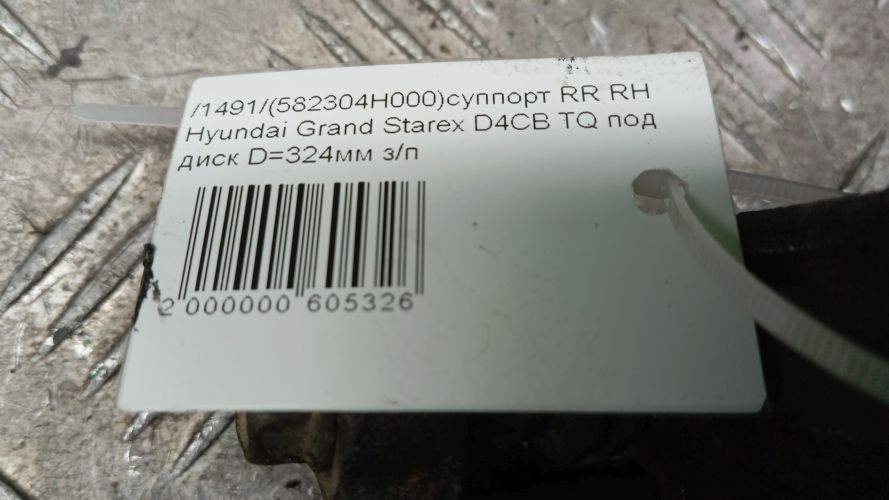 /1491/(582304H000)суппорт RR RH
Hyundai Grand Starex D4CB TQ под
диск D=324мм з/п
2 000000 605326